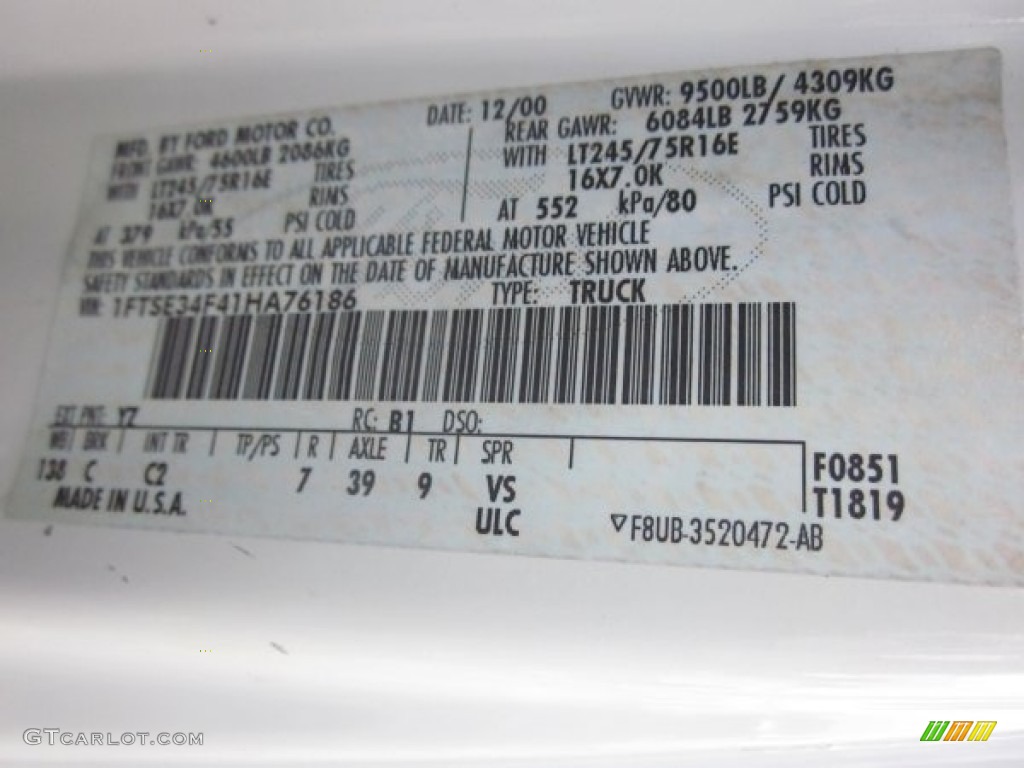 MFD. BY FORD MOTOR CO.
DATE: 12/00
GVWR: 9500LB/ 4309KG
FRONT GAWR: 4600LB 2086KG
REAR GAWR: 6084LB 2759KG
WITH LT245/75R16E TIRES
WITH LT245/75R16E TIRES
16X7.0K RIMS
16X7.0K RIMS
AT 379 kPa/55 PSI COLD
AT 552 kPa/80 PSI COLD
THIS VEHICLE CONFORMS TO ALL APPLICABLE FEDERAL MOTOR VEHICLE
SAFETY STANDARDS IN EFFECT ON THE DATE OF MANUFACTURE SHOWN ABOVE.
VIN: 1FTSE34F41HA76186
TYPE: TRUCK
EXT PNT: YZ RC: B1 DSO:
WB BRK INT TR TP/PS R AXLE TR SPR
138 C C2 7 39 9 VS
F0851
T1819
MADE IN U.S.A.
ULC
F8UB-3520472-AB
GTCARLOT.COM